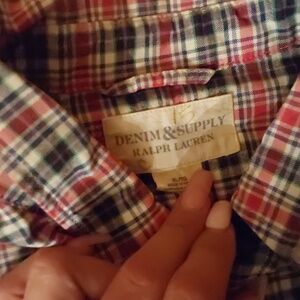 DENIM & SUPPLY
RALPH LAUREN